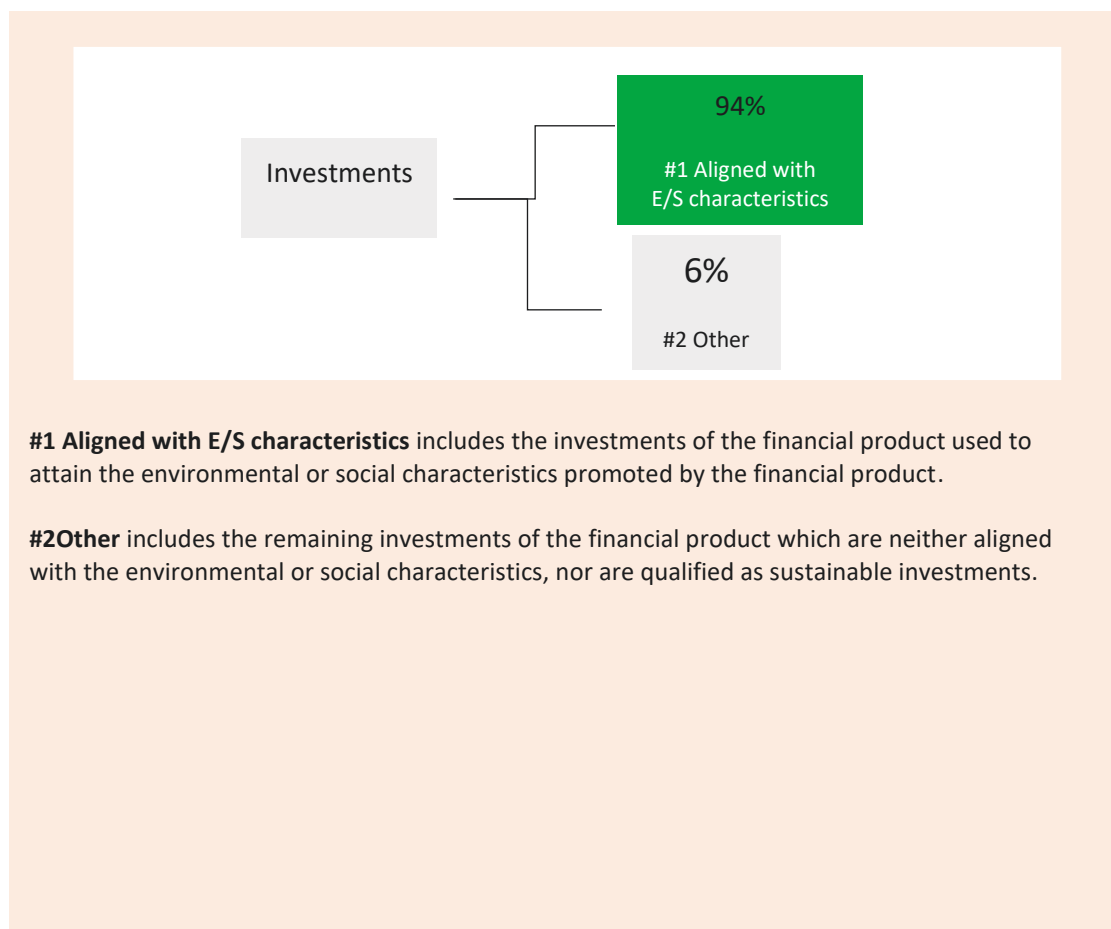 Investments
94%
#1 Aligned with
E/S characteristics
6%
#2 Other
#1 Aligned with E/S characteristics includes the investments of the financial product used to
attain the environmental or social characteristics promoted by the financial product.
#2Other includes the remaining investments of the financial product which are neither aligned
with the environmental or social characteristics, nor are qualified as sustainable investments.